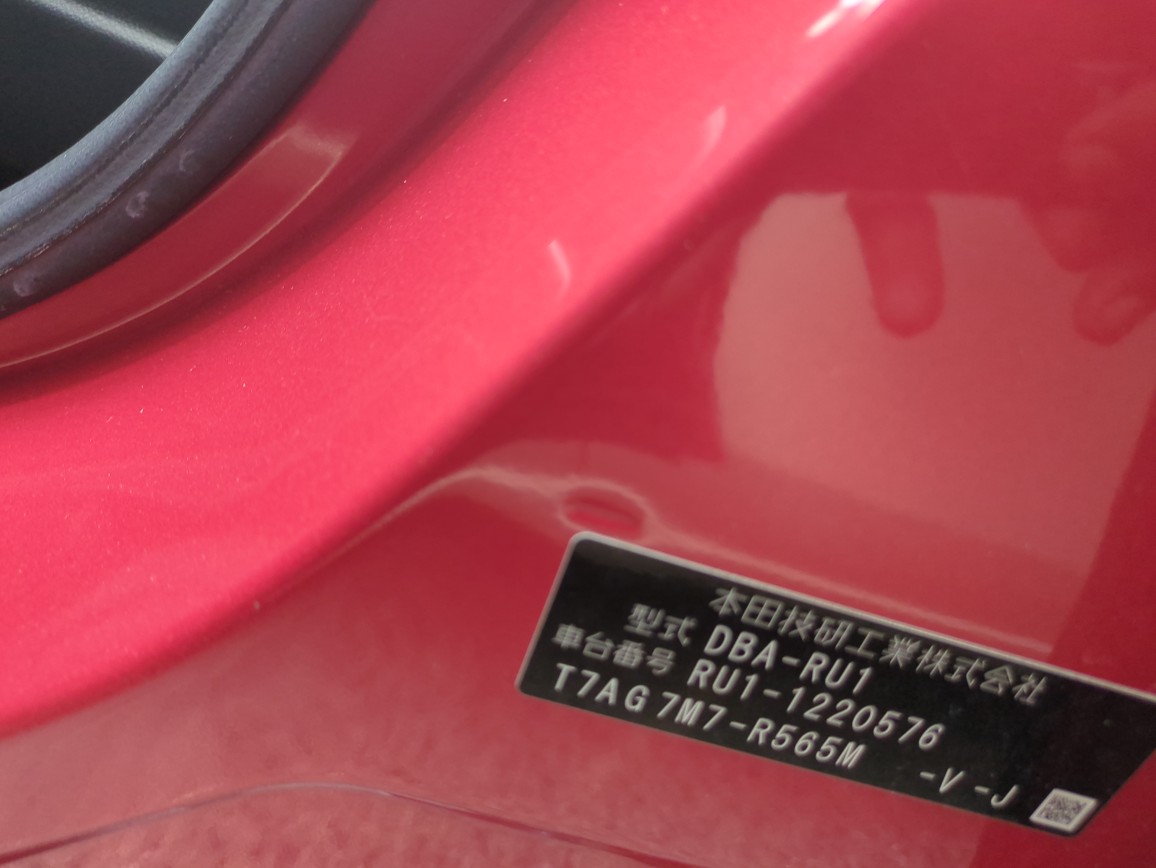 本田技研工業株式会社
型式 DBA-RU1
車台番号 RU1-1220576
T7AG7M7-R565M -V-J